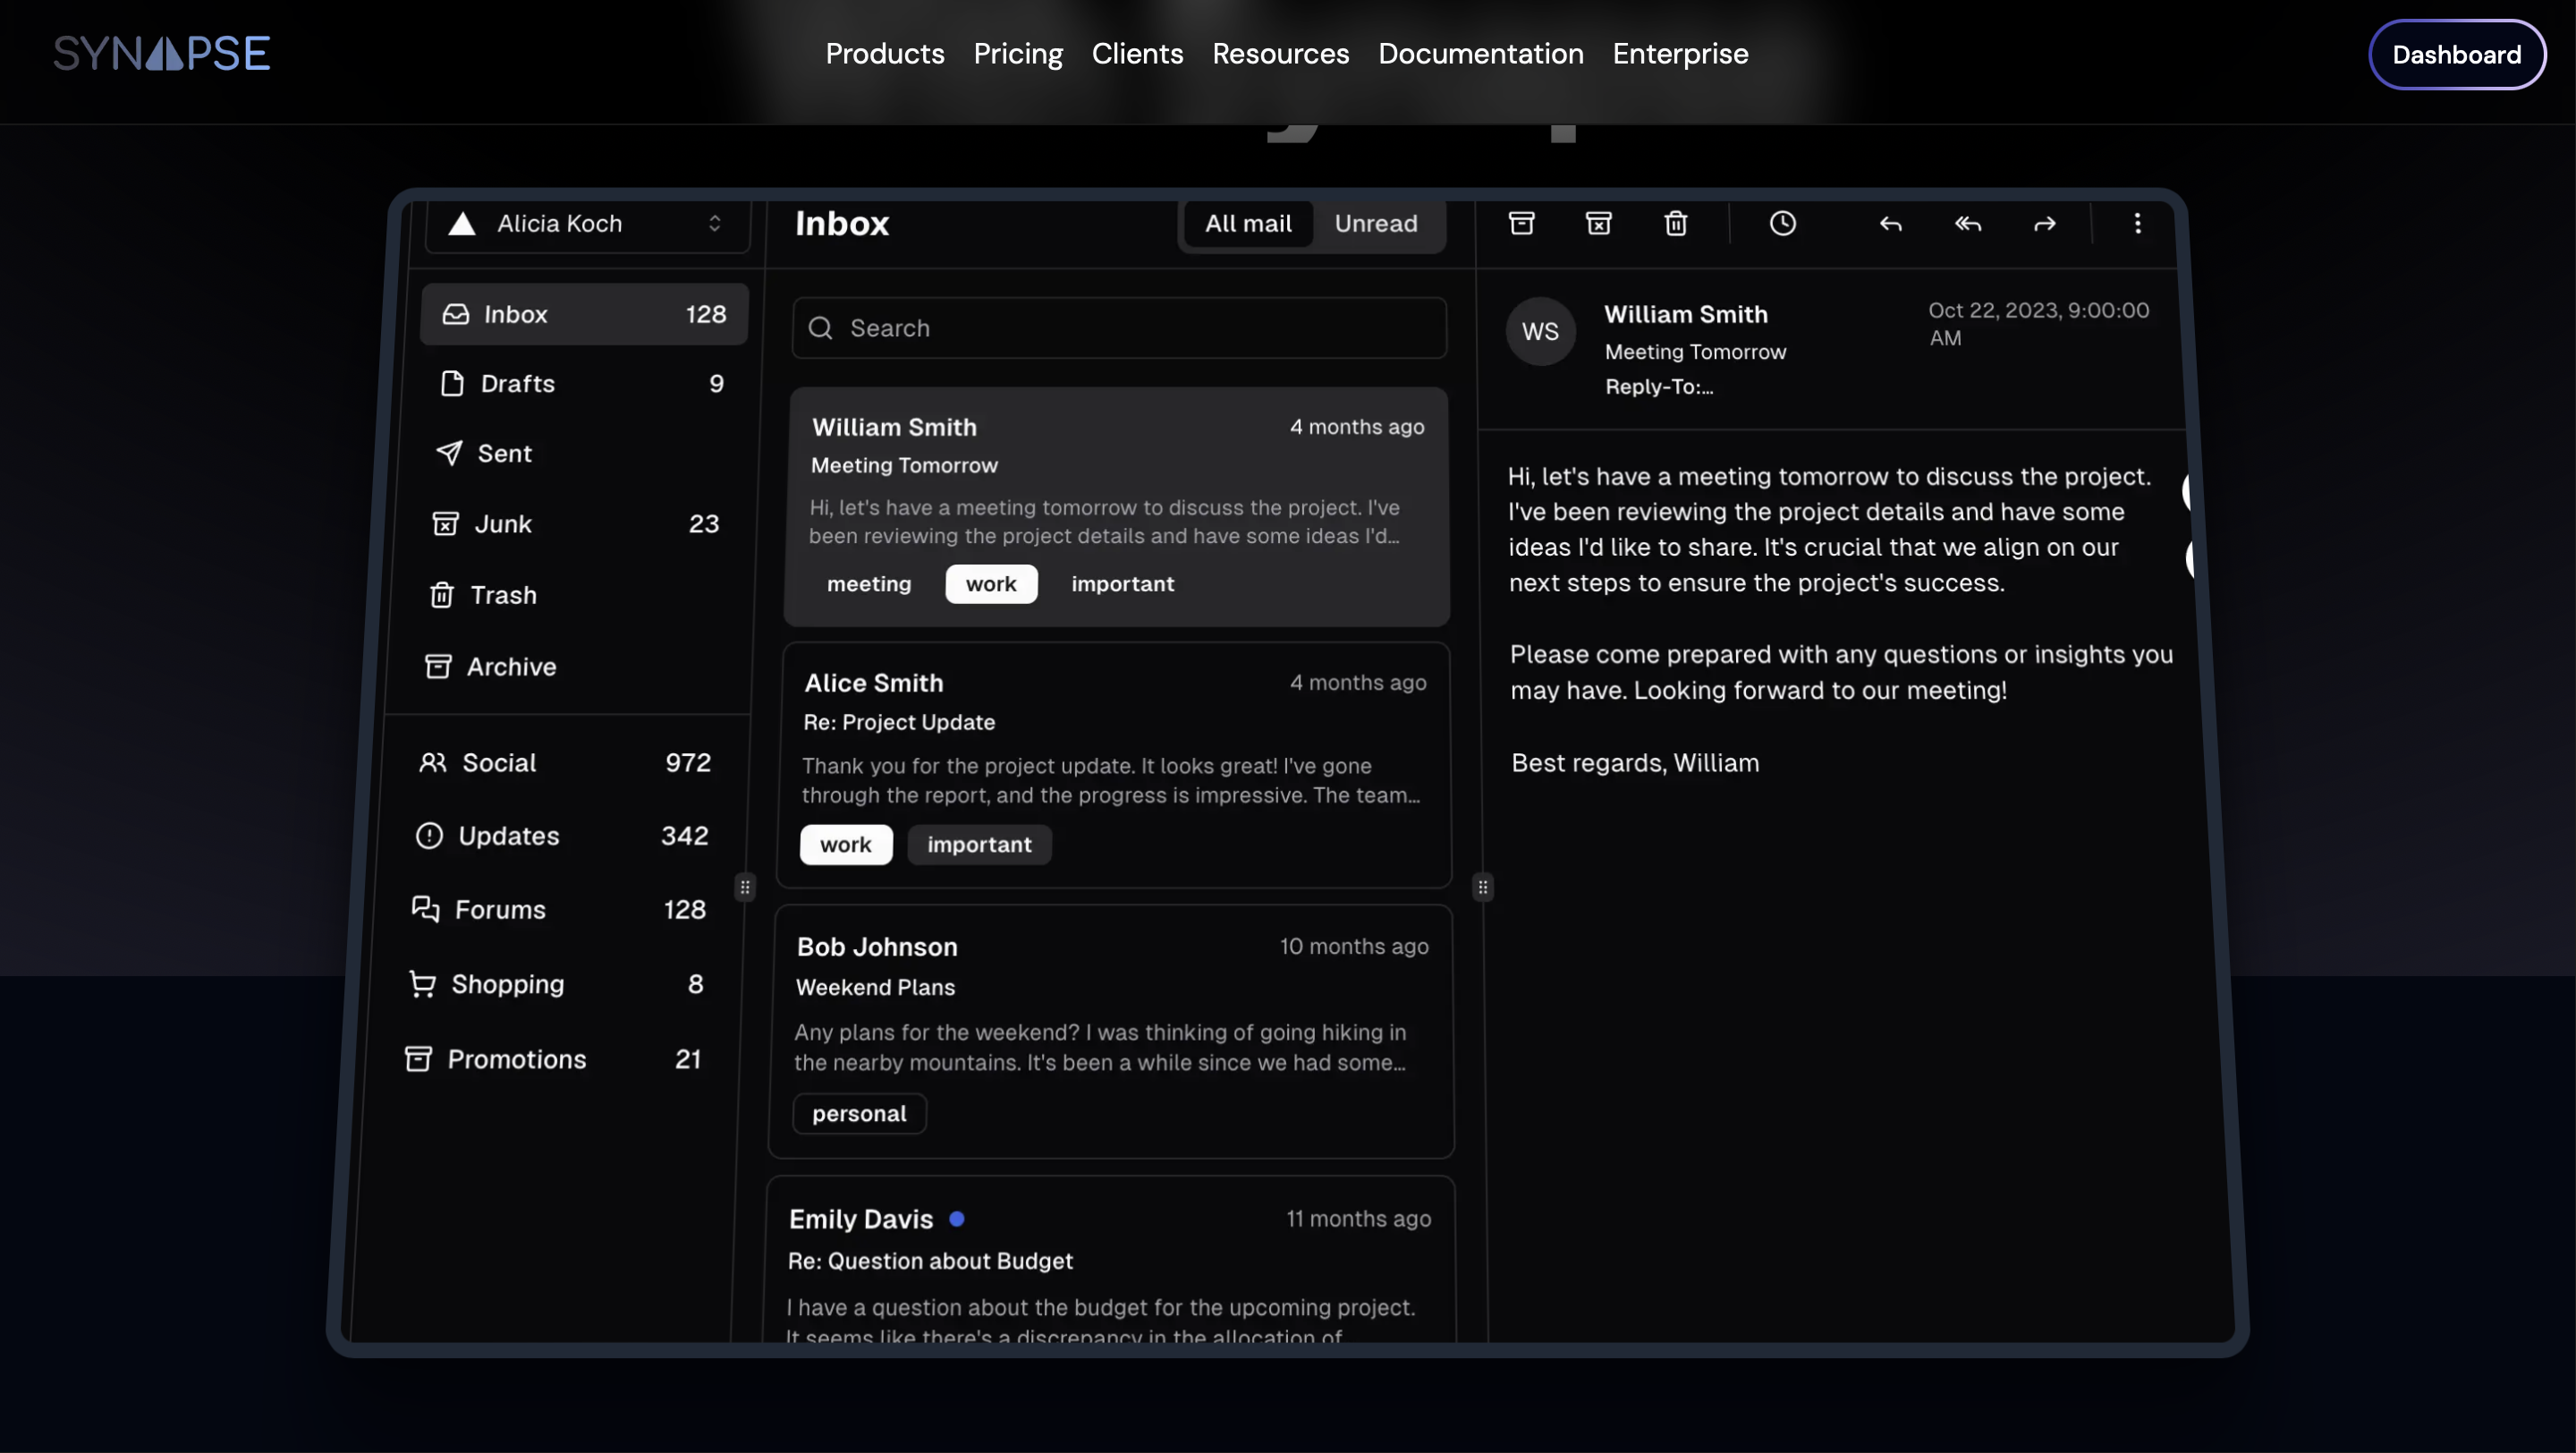 SYNAPSE
Products Pricing Clients Resources Documentation Enterprise
Dashboard
Alicia Koch
Inbox 128
Drafts 9
Sent
Junk 23
Trash
Archive
Social 972
Updates 342
Forums 128
Shopping 8
Promotions 21
Inbox
All mail Unread
Search
William Smith 4 months ago
Meeting Tomorrow
Hi, let's have a meeting tomorrow to discuss the project. I've
been reviewing the project details and have some ideas I'd...
meeting work important
Alice Smith 4 months ago
Re: Project Update
Thank you for the project update. It looks great! I've gone
through the report, and the progress is impressive. The team...
work important
Bob Johnson 10 months ago
Weekend Plans
Any plans for the weekend? I was thinking of going hiking in
the nearby mountains. It's been a while since we had some...
personal
Emily Davis 11 months ago
Re: Question about Budget
I have a question about the budget for the upcoming project.
It seems like there's a discrepancy in the allocation of
WS
William Smith
Meeting Tomorrow
Reply-To:...
Oct 22, 2023, 9:00:00
AM
Hi, let's have a meeting tomorrow to discuss the project.
I've been reviewing the project details and have some
ideas I'd like to share. It's crucial that we align on our
next steps to ensure the project's success.
Please come prepared with any questions or insights you
may have. Looking forward to our meeting!
Best regards, William